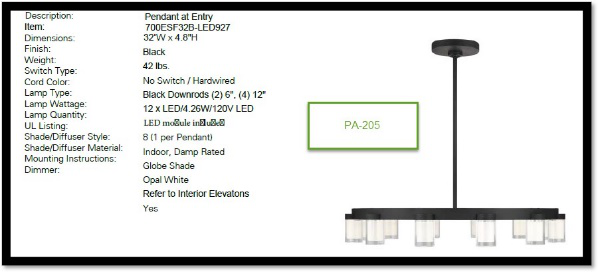 Description:
Item:
Dimensions:
Finish:
Weight:
Switch Type:
Cord Color:
Lamp Type:
Lamp Wattage:
Lamp Quantity:
UL Listing:
Shade/Diffuser Style:
Shade/Diffuser Material:
Mounting Instructions:
Dimmer:
Pendant at Entry
700ESF32B-LED927
32"W x 4.8"H
Black
42 lbs.
No Switch / Hardwired
Black Downrods (2) 6", (4) 12"
12 x LED/4.26W/120V LED
LED
8 (1 per Pendant)
Indoor, Damp Rated
Globe Shade
Opal White
Refer to Interior Elevatons
Yes
PA-205